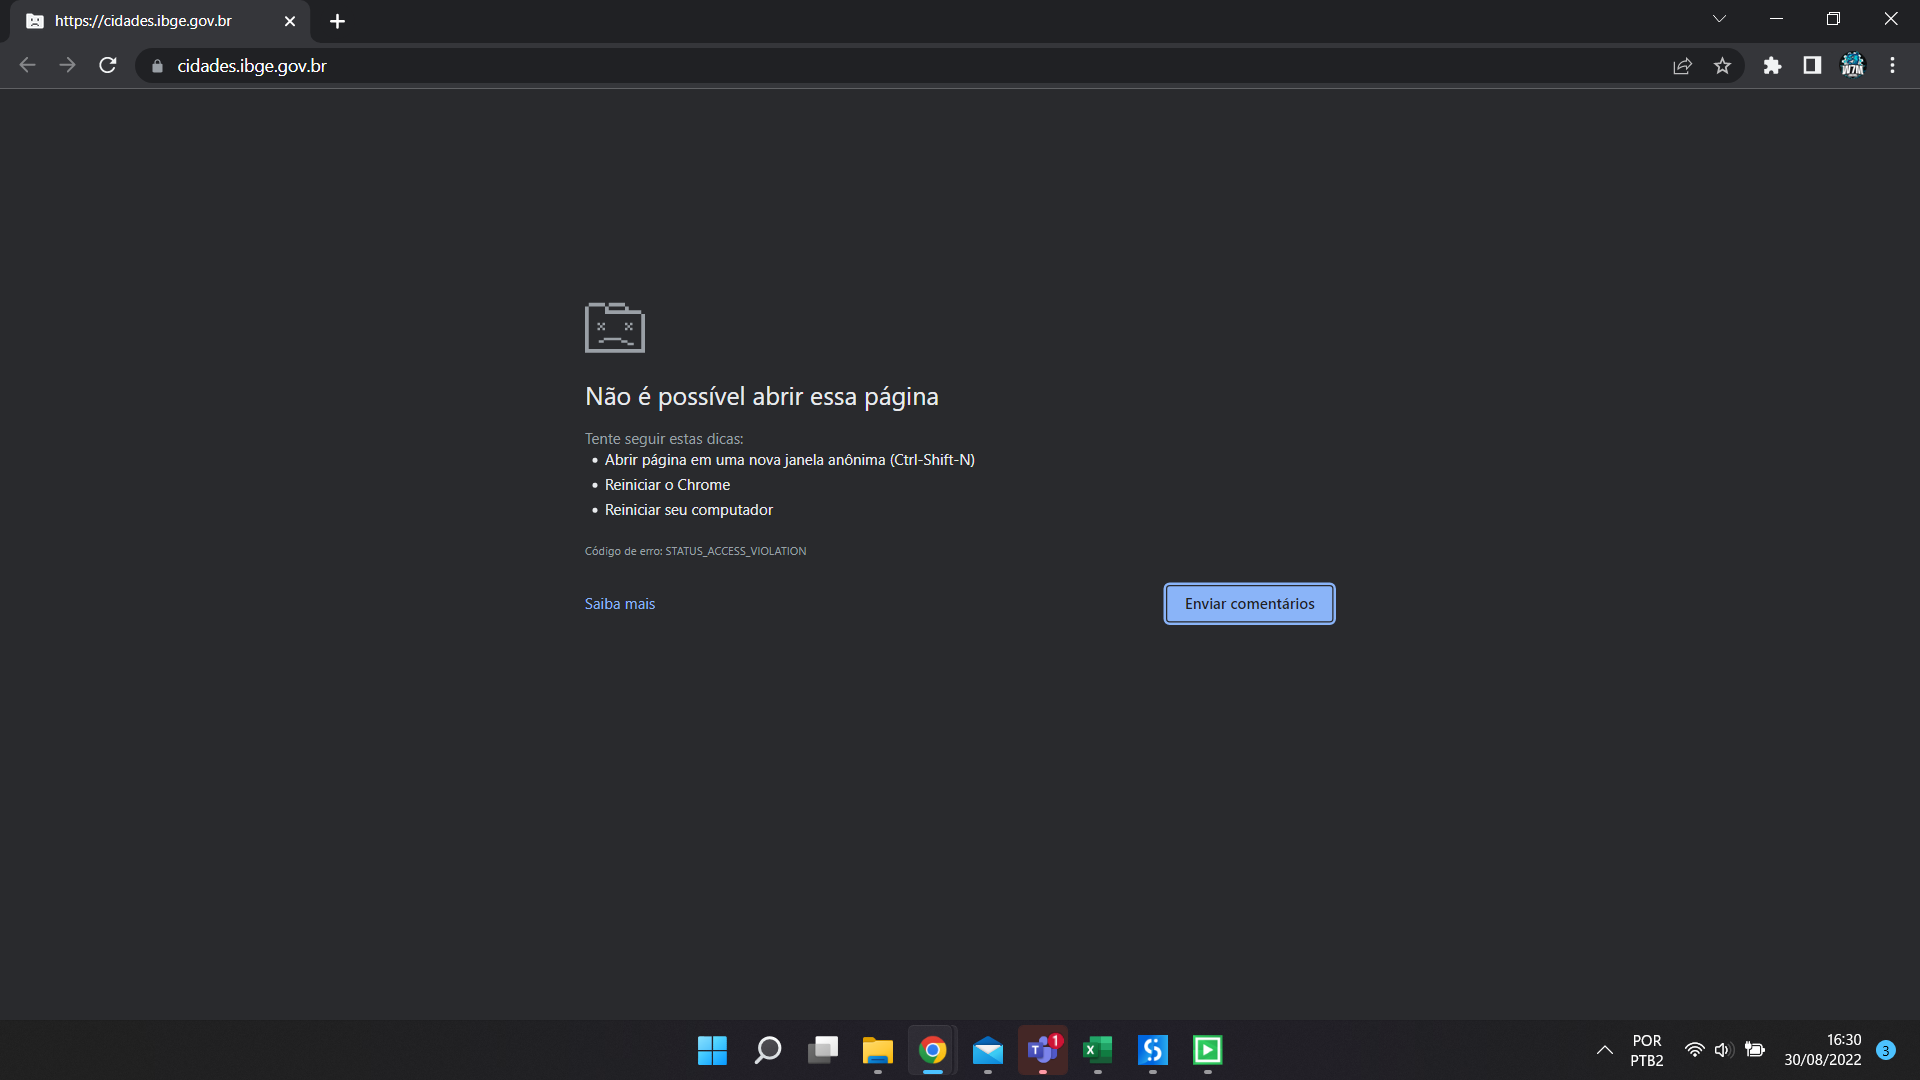 https://cidades.ibge.gov.br
cidades.ibge.gov.br
W7M
Não é possível abrir essa página
Tente seguir estas dicas:
• Abrir página em uma nova janela anônima (Ctrl-Shift-N)
• Reiniciar o Chrome
• Reiniciar seu computador
Código de erro: STATUS_ACCESS_VIOLATION
Saiba mais
Enviar comentários
T 1
X
POR
PTB2
16:30
30/08/2022
3